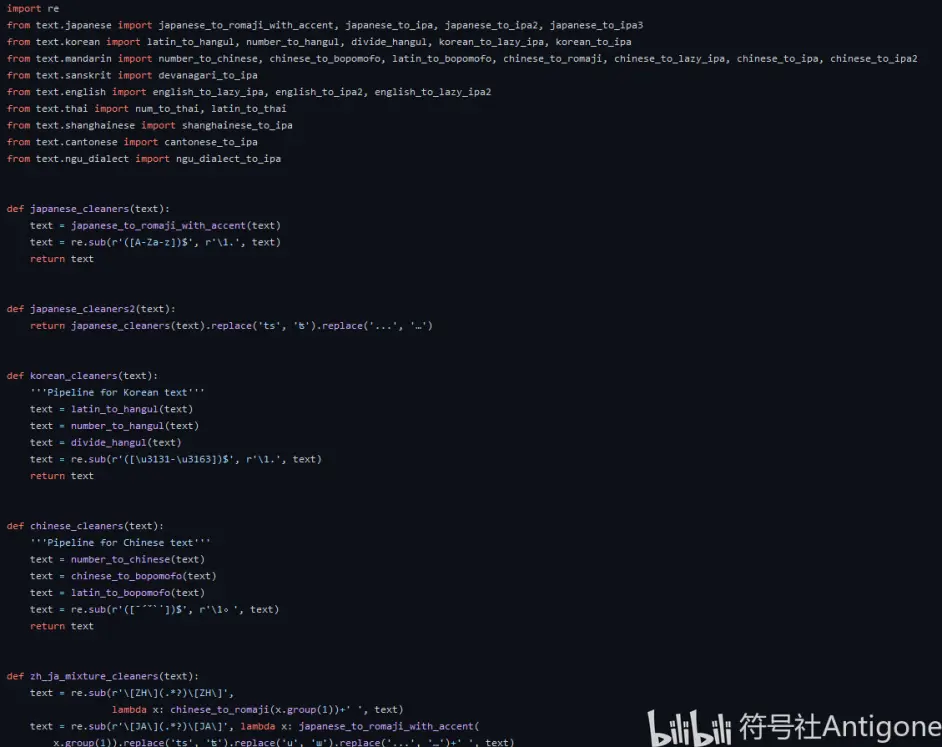 import re
from text.japanese import japanese_to_romaji_with_accent, japanese_to_ipa, japanese_to_ipa2, japanese_to_ipa3
from text.korean import latin_to_hangul, number_to_hangul, divide_hangul, korean_to_lazy_ipa, korean_to_ipa
from text.mandarin import number_to_chinese, chinese_to_bopomofo, latin_to_bopomofo, chinese_to_romaji, chinese_to_lazy_ipa, chinese_to_ipa, chinese_to_ipa2
from text.sanskrit import devanagari_to_ipa
from text.english import english_to_lazy_ipa, english_to_ipa2, english_to_lazy_ipa2
from text.thai import num_to_thai, latin_to_thai
from text.shanghainese import shanghainese_to_ipa
from text.cantonese import cantonese_to_ipa
from text.ngu_dialect import ngu_dialect_to_ipa
def japanese_cleaners(text):
    text = japanese_to_romaji_with_accent(text)
    text = re.sub(r'([A-Za-z])$', r'\1.', text)
    return text
def japanese_cleaners2(text):
    return japanese_cleaners(text).replace('ts', 'ʦ').replace('...', '…')
def korean_cleaners(text):
    '''Pipeline for Korean text'''
    text = latin_to_hangul(text)
    text = number_to_hangul(text)
    text = divide_hangul(text)
    text = re.sub(r'([\u3131-\u3163])$', r'\1.', text)
    return text
def chinese_cleaners(text):
    '''Pipeline for Chinese text'''
    text = number_to_chinese(text)
    text = chinese_to_bopomofo(text)
    text = latin_to_bopomofo(text)
    text = re.sub(r'([ˉˊˇˋ˙])$', r'\1。', text)
    return text
def zh_ja_mixture_cleaners(text):
    text = re.sub(r'\[ZH\](.*?)\[ZH\]',
                  lambda x: chinese_to_romaji(x.group(1))+' ', text)
    text = re.sub(r'\[JA\](.*?)\[JA\]', lambda x: japanese_to_romaji_with_accent(
        x.group(1)).replace('ts', 'ʦ').replace('u', 'ɯ').replace('...', '…')+' ', text)
bilibili 符号社Antigone